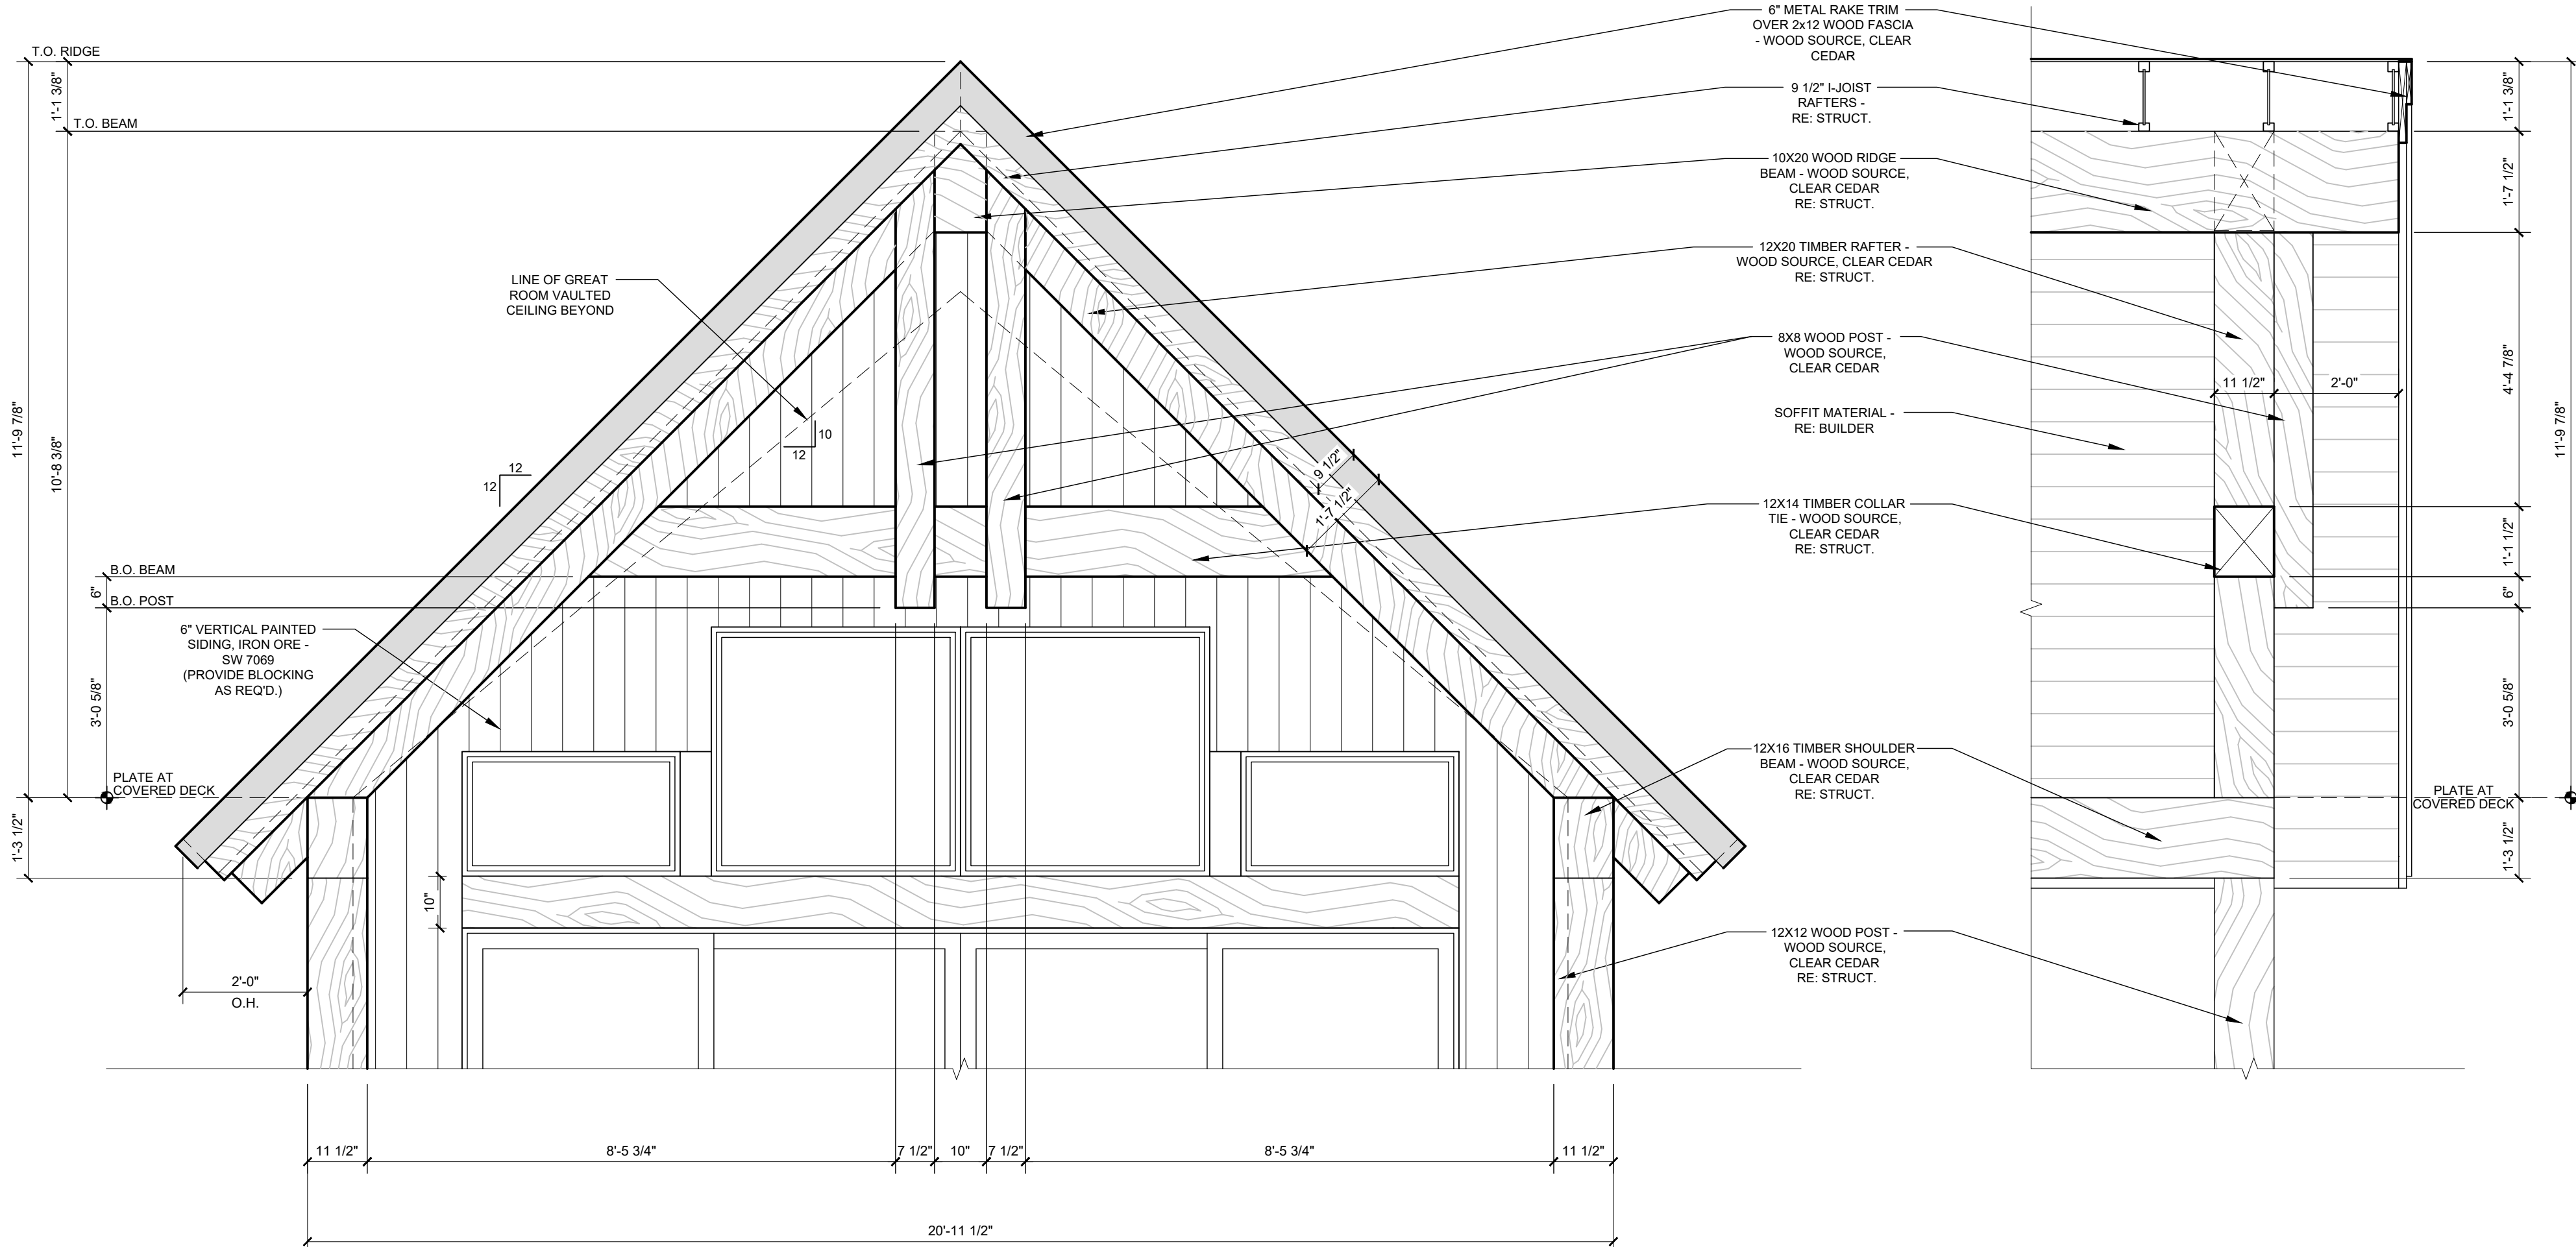 T.O. RIDGE
1'-1 3/8"
T.O. BEAM
11'-9 7/8"
10'-8 3/8"
B.O. BEAM
6"
B.O. POST
3'-0 5/8"
PLATE AT
COVERED DECK
1'-3 1/2"
6" VERTICAL PAINTED
SIDING, IRON ORE -
SW 7069
(PROVIDE BLOCKING
AS REQ'D.)
LINE OF GREAT
ROOM VAULTED
CEILING BEYOND
12
12
10
12
9 1/2"
1'-7 1/2"
10"
2'-0"
O.H.
11 1/2"
8'-5 3/4"
7 1/2"
10"
7 1/2"
8'-5 3/4"
11 1/2"
20'-11 1/2"
6" METAL RAKE TRIM
OVER 2x12 WOOD FASCIA
- WOOD SOURCE, CLEAR
CEDAR
9 1/2" I-JOIST
RAFTERS -
RE: STRUCT.
10X20 WOOD RIDGE
BEAM - WOOD SOURCE,
CLEAR CEDAR
RE: STRUCT.
12X20 TIMBER RAFTER -
WOOD SOURCE, CLEAR CEDAR
RE: STRUCT.
8X8 WOOD POST -
WOOD SOURCE,
CLEAR CEDAR
SOFFIT MATERIAL -
RE: BUILDER
12X14 TIMBER COLLAR
TIE - WOOD SOURCE,
CLEAR CEDAR
RE: STRUCT.
12X16 TIMBER SHOULDER
BEAM - WOOD SOURCE,
CLEAR CEDAR
RE: STRUCT.
12X12 WOOD POST -
WOOD SOURCE,
CLEAR CEDAR
RE: STRUCT.
11 1/2"
2'-0"
1'-1 3/8"
1'-7 1/2"
4'-4 7/8"
1'-1 1/2"
6"
3'-0 5/8"
1'-3 1/2"
11'-9 7/8"
PLATE AT
COVERED DECK